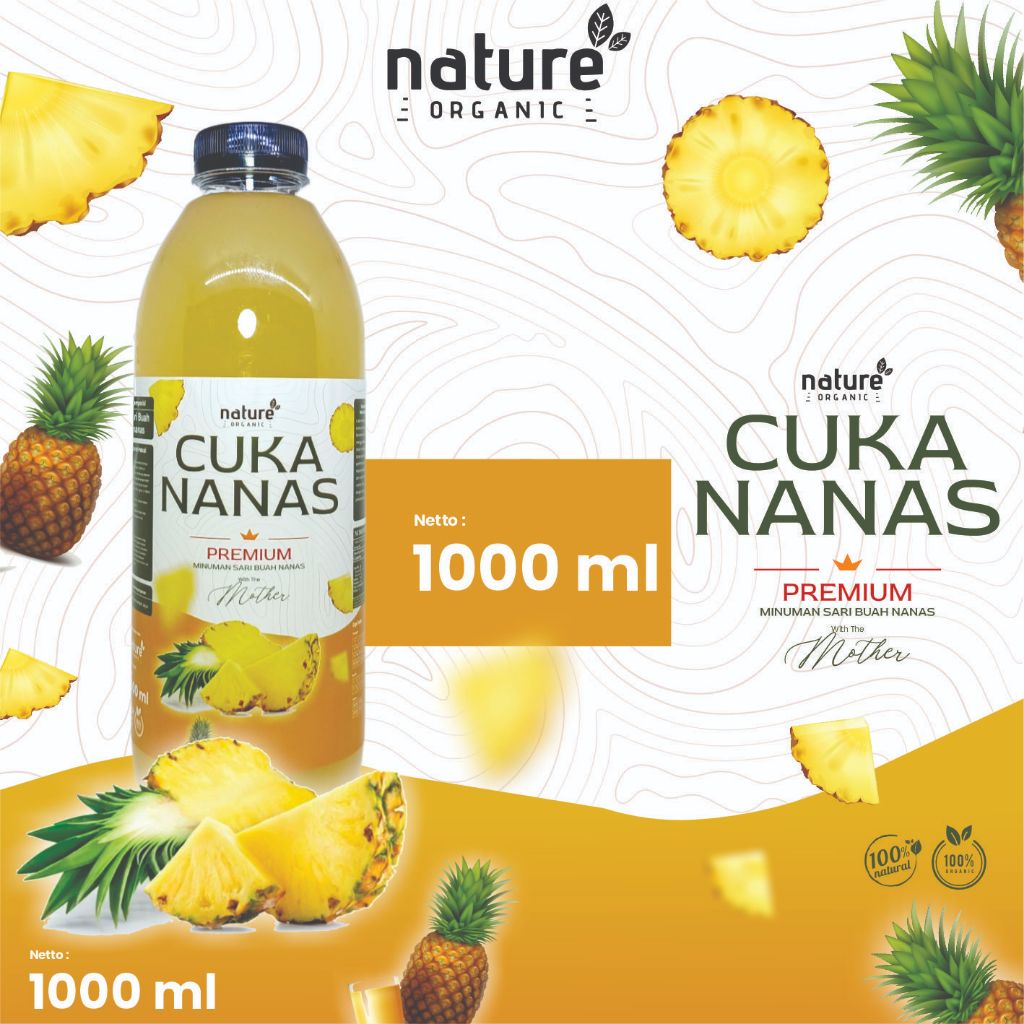 nature
ORGANIC
nature
ORGANIC
CUKA
NANAS
PREMIUM
MINUMAN SARI BUAH NANAS
With The
Mother
Netto :
1000 ml
nature
ORGANIC
CUKA
NANAS
PREMIUM
MINUMAN SARI BUAH NANAS
With The
Mother
100%
natural
100%
ORGANIC
Netto :
1000 ml